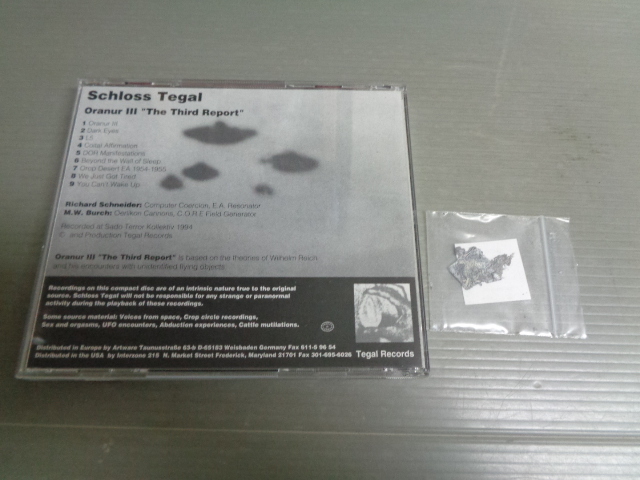 Schloss Tegal
Oranur III "The Third Report"
1 Oranur III
2 Dark Eyes
3 Lit
4 Coital Affirmation
5 DOR Manifestations
6 Beyond the Wall of Sleep
7 Orop Desert EA 1954-1955
8 We Just Got Tired
9 You Can't Wake Up
Richard Schneider: Computer Coercion, E.A. Resonator
M.W. Burch: Oerlikon Cannons, C.O.R.E Field Generator
Recorded at Sadn Terror Kollektiv 1994
C and Production Tegal Records
Oranur III "The Third Report" is based on the theories of Wilhelm Reich
and his encounters with unidentified flying objects
Recordings on this compact disc are of an intrinsic nature true to the original
source. Schloss Tegal will not be responsible for any strange or paranormal
activity during the playback of these recordings.
Some source material: Voices from space, Crop circle recordings,
Sex and orgasms, UFO encounters, Abduction experiences, Cattle mutilations.
Distributed in Europe by Artware Taunusstraße 63-b D-65183 Weisbaden Germany Fax 611-5 96 54
Distributed in the USA by Intersone 215 N. Market Street Frederick, Maryland 21701 Fax 301-695-6026
Tegal Records